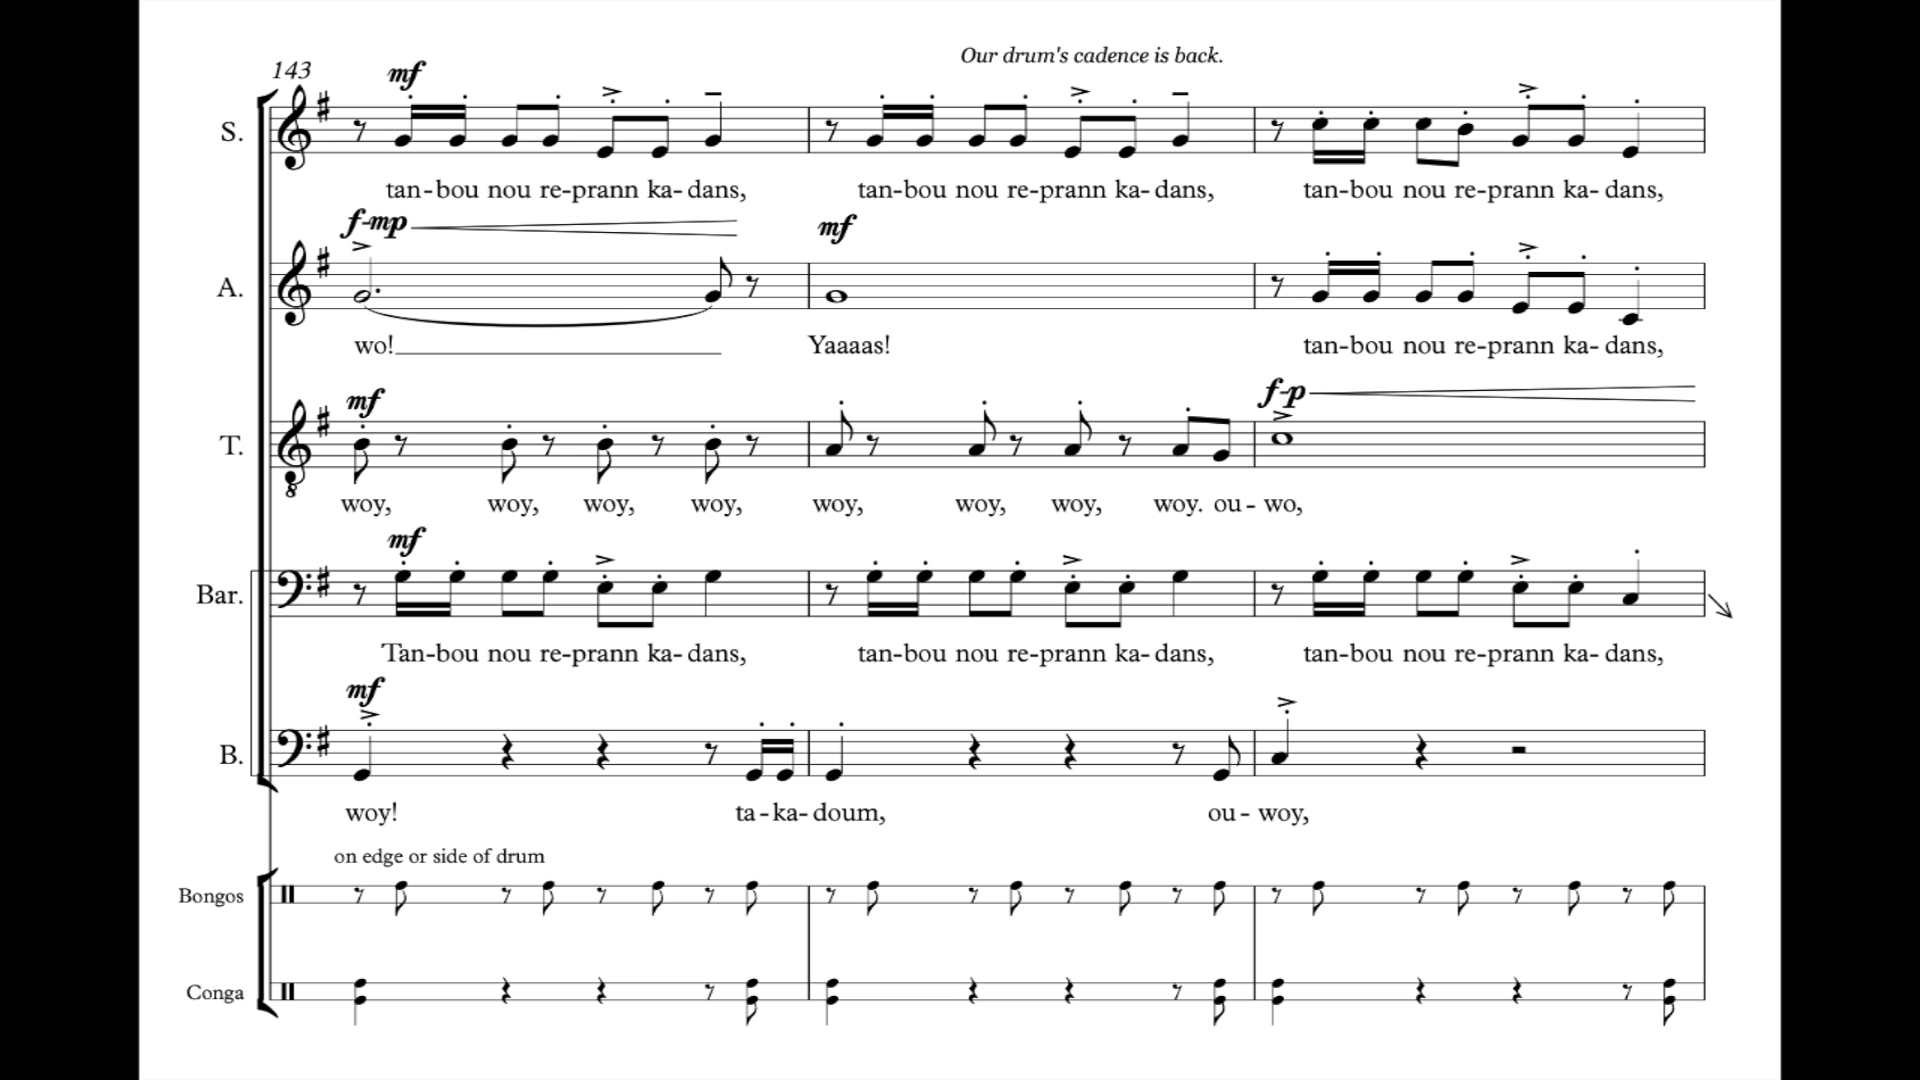 Our drum's cadence is back.
143
mf
S.
tan-bou nou re-prann ka-dans, tan-bou nou re-prann ka-dans, tan-bou nou re-prann ka-dans,
f-mp mf
A.
wo! Yaaaas! tan-bou nou re-prann ka-dans,
mf f-p
T.
8
woy, woy, woy, woy, woy, woy, woy, woy. ou-wo,
mf
Bar.
Tan-bou nou re-prann ka-dans, tan-bou nou re-prann ka-dans, tan-bou nou re-prann ka-dans,
mf
B.
woy! ta-ka-doum, ou-woy,
on edge or side of drum
Bongos
Conga